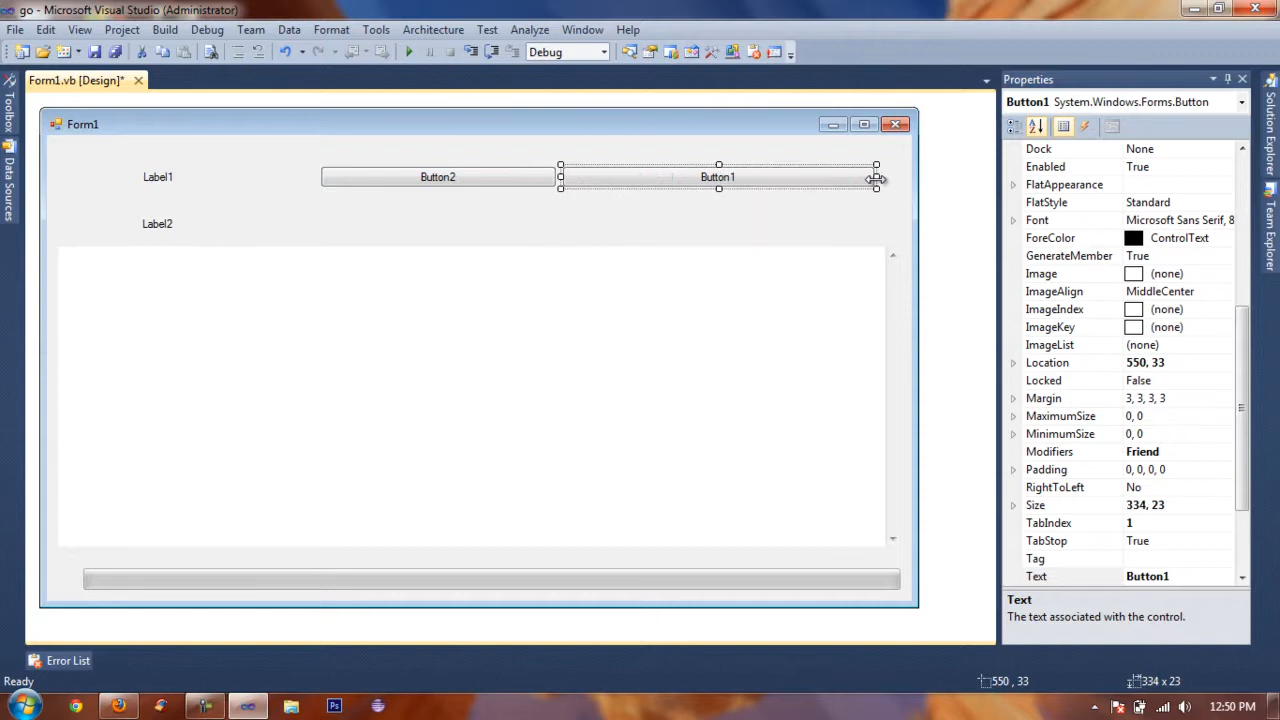 go - Microsoft Visual Studio (Administrator)
File Edit View Project Build Debug Team Data Format Tools Architecture Test Analyze Window Help
Debug
Form1.vb [Design]*
Properties
Toolbox
Data Sources
Solution Explorer
Team Explorer
Form1
Button1 System.Windows.Forms.Button
Label1
Button2
Button1
Label2
Dock None
Enabled True
FlatAppearance
FlatStyle Standard
Font Microsoft Sans Serif, 8
ForeColor ControlText
GenerateMember True
Image (none)
ImageAlign MiddleCenter
ImageIndex (none)
ImageKey (none)
ImageList (none)
Location 550, 33
Locked False
Margin 3, 3, 3, 3
MaximumSize 0, 0
MinimumSize 0, 0
Modifiers Friend
Padding 0, 0, 0, 0
RightToLeft No
Size 334, 23
TabIndex 1
TabStop True
Tag
Text Button1
Text
The text associated with the control.
Error List
Ready
550 , 33
334 x 23
Ps
12:50 PM